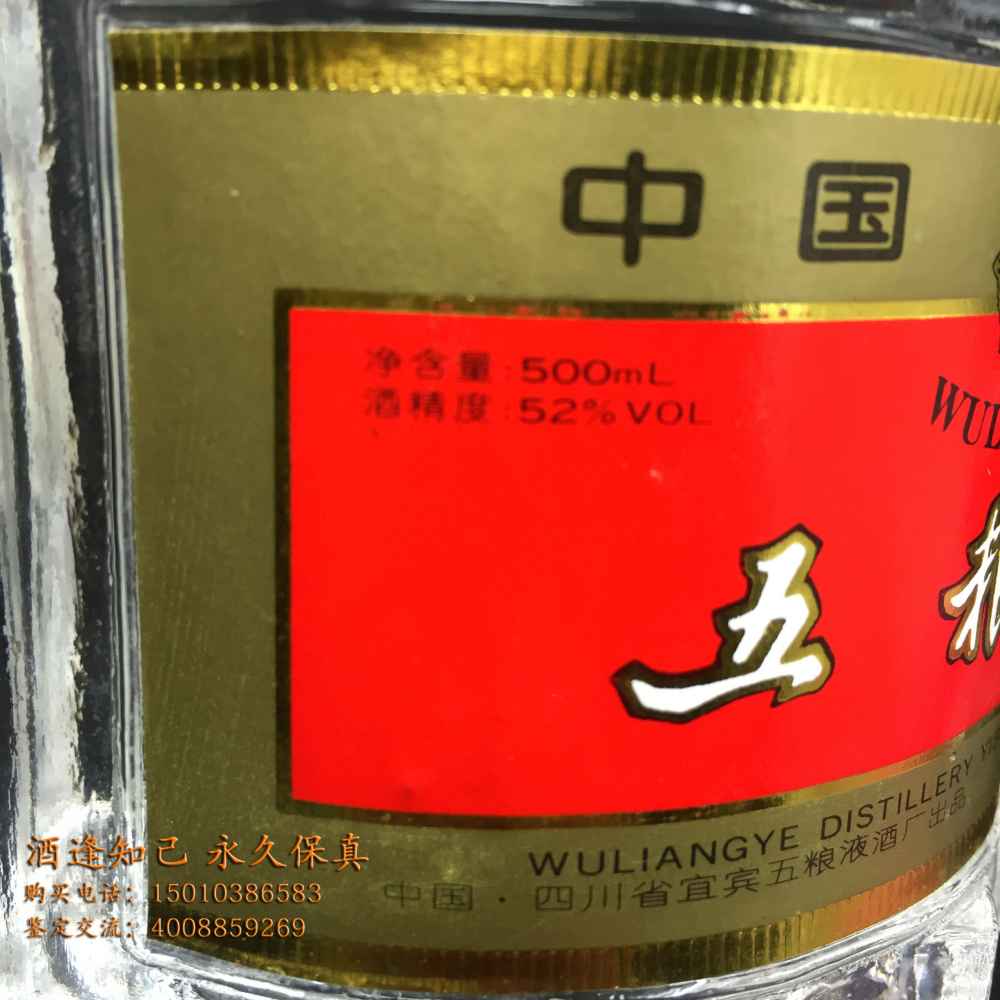 中国
净含量:500mL
酒精度:52%VOL
WUL
五粮
WULIANGYE DISTILLERY
中国·四川省宜宾五粮液酒厂出品
酒逢知己 永久保真
购买电话：15010386583
鉴定交流：4008859269